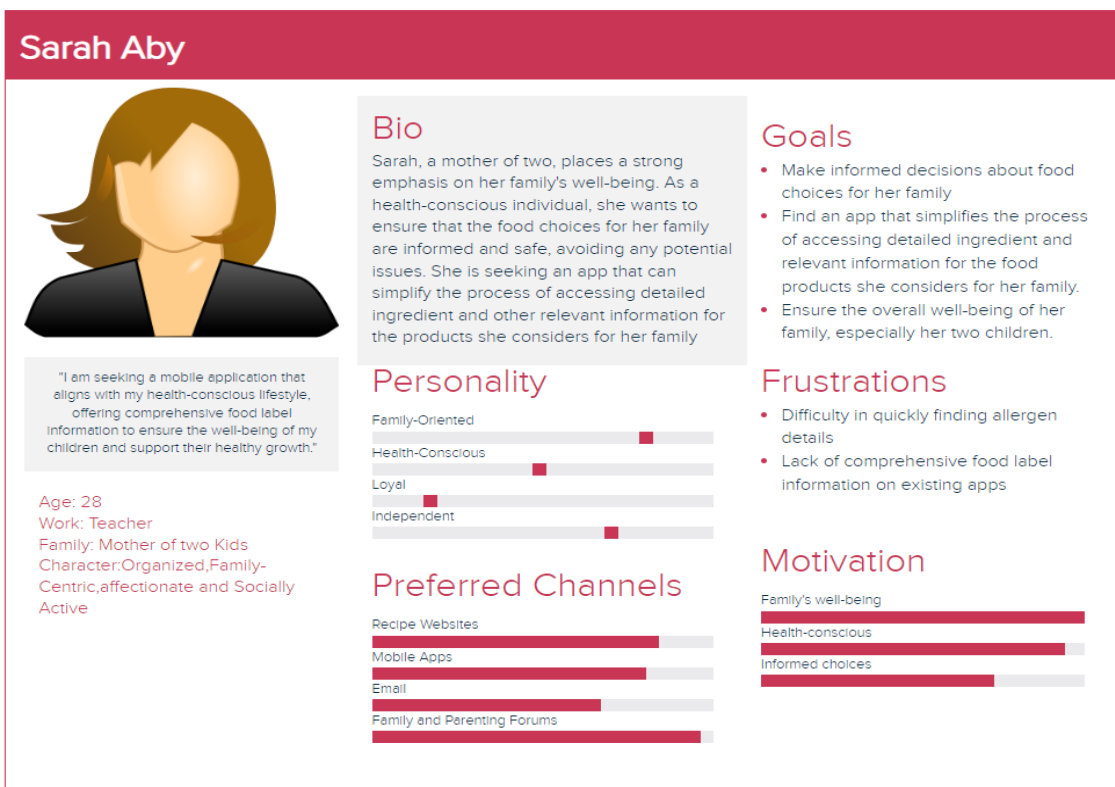 Sarah Aby
"I am seeking a mobile application that
aligns with my health-conscious lifestyle,
offering comprehensive food label
information to ensure the well-being of my
children and support their healthy growth."
Age: 28
Work: Teacher
Family: Mother of two Kids
Character:Organized,Family-
Centric,affectionate and Socially
Active
Bio
Sarah, a mother of two, places a strong
emphasis on her family's well-being. As a
health-conscious individual, she wants to
ensure that the food choices for her family
are informed and safe, avoiding any potential
issues. She is seeking an app that can
simplify the process of accessing detailed
ingredient and other relevant information for
the products she considers for her family
Personality
Family-Oriented
Health-Conscious
Loyal
Independent
Preferred Channels
Recipe Websites
Mobile Apps
Email
Family and Parenting Forums
Goals
• Make informed decisions about food
choices for her family
• Find an app that simplifies the process
of accessing detailed ingredient and
relevant information for the food
products she considers for her family.
• Ensure the overall well-being of her
family, especially her two children.
Frustrations
• Difficulty in quickly finding allergen
details
• Lack of comprehensive food label
information on existing apps
Motivation
Family's well-being
Health-conscious
Informed choices